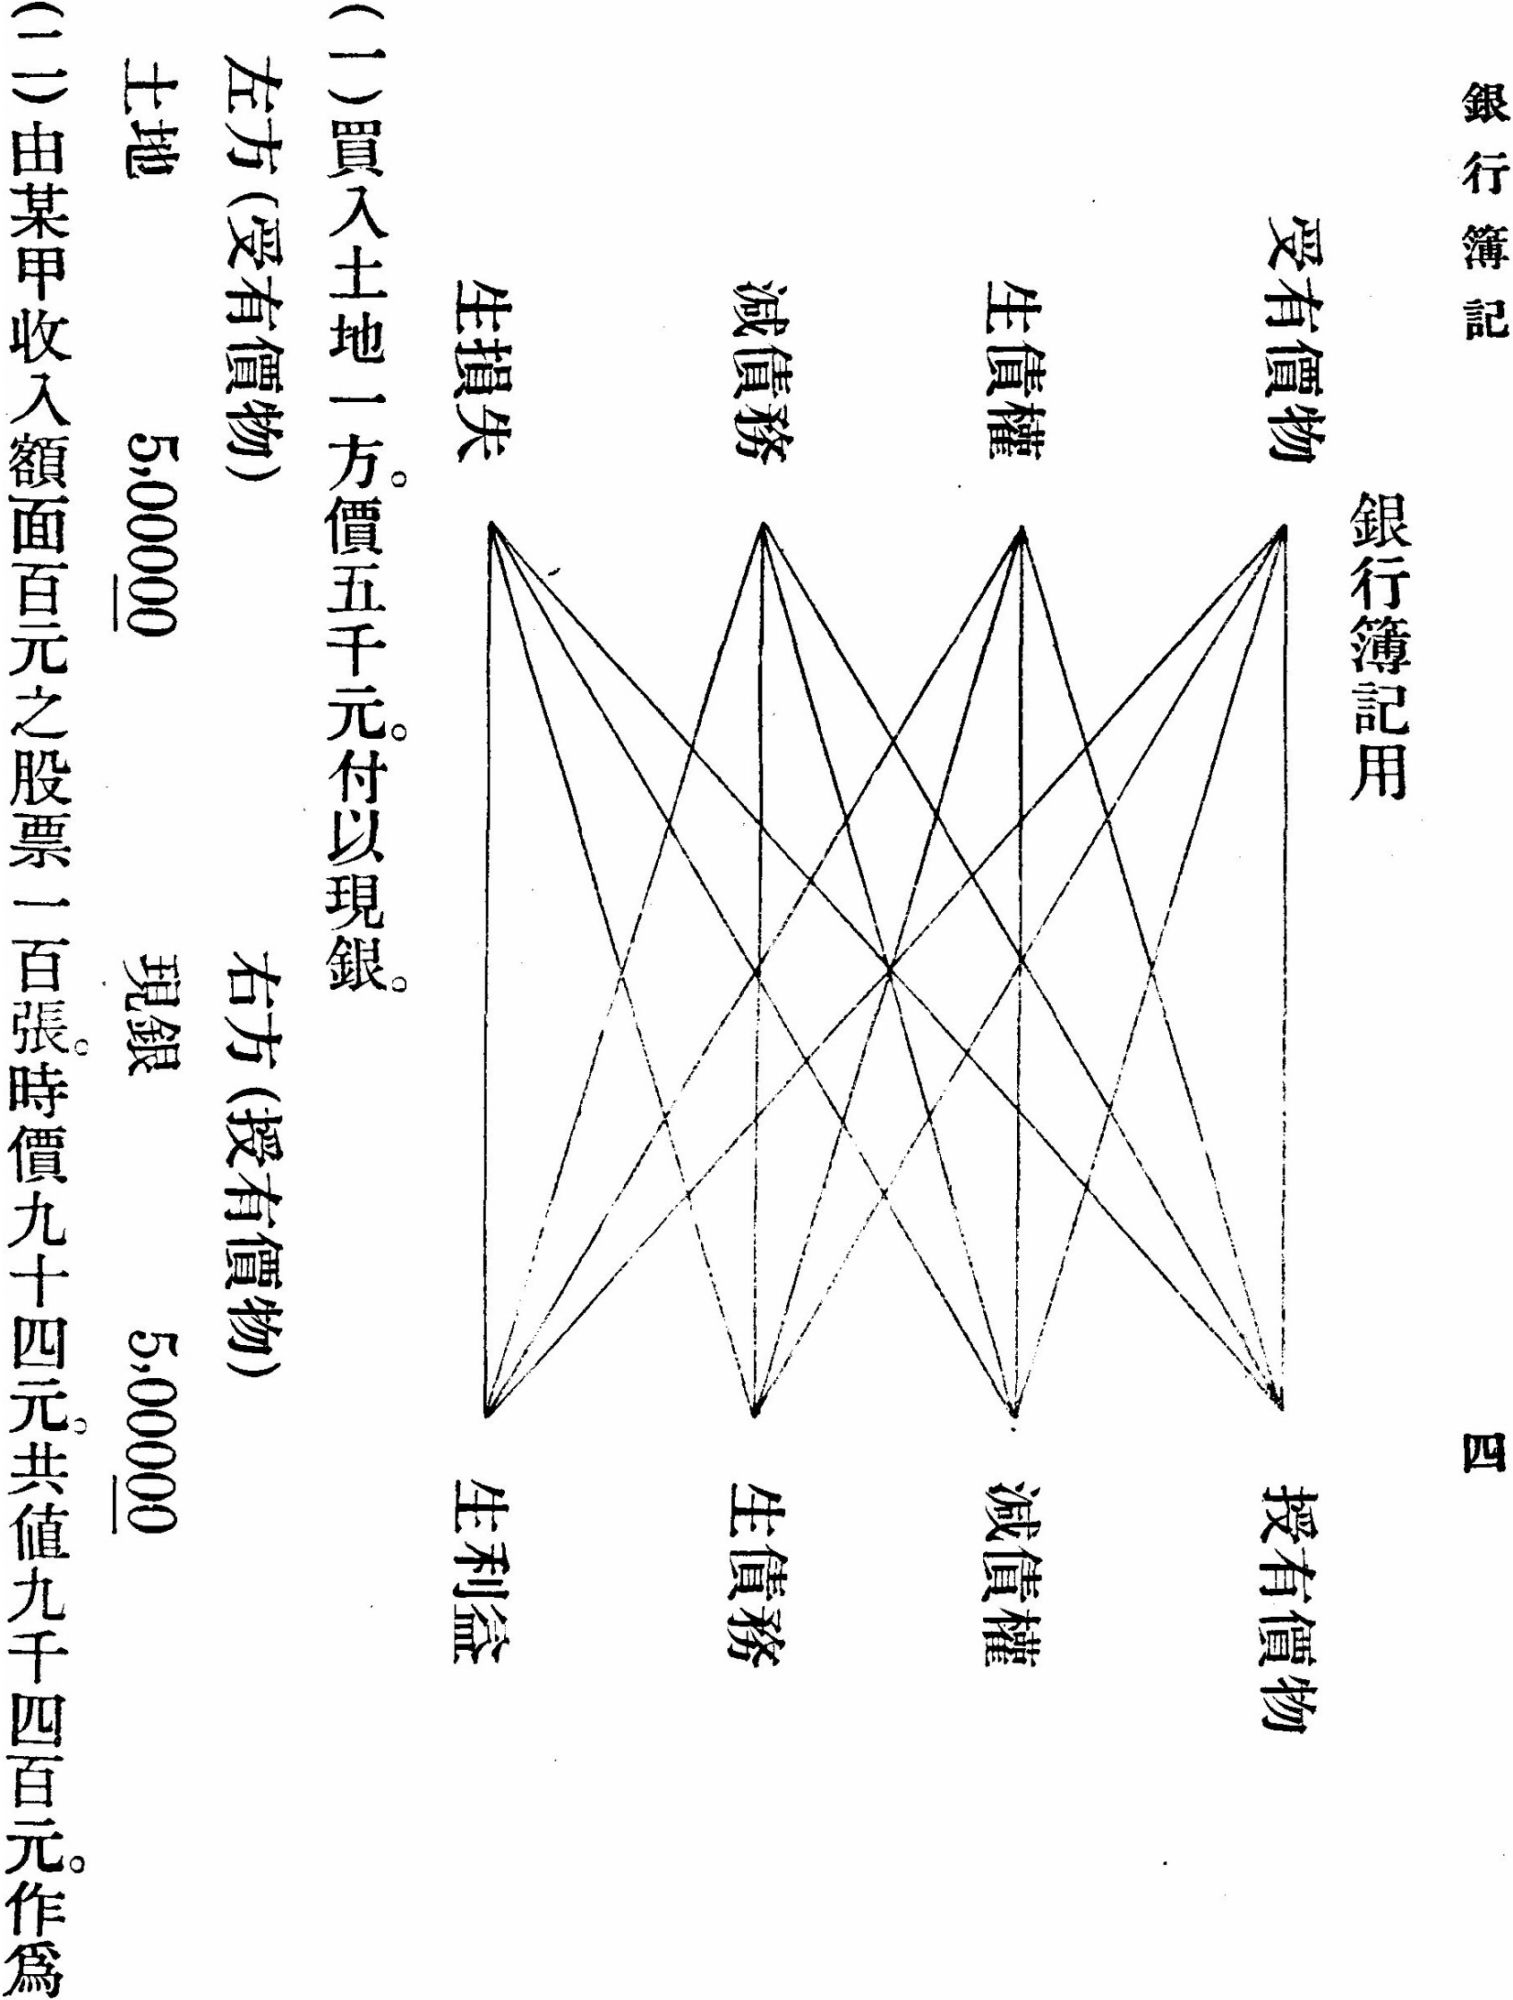 銀行簿記
四
銀行簿記用
受有價物 授有價物
生債權 減債權
減債務 生債務
生損失 生利益
(一)買入土地一方。價五千元。付以現銀。
左方(受有價物) 右方(授有價物)
土地 5,00000 現銀 5,00000
(二)由某甲收入額面百元之股票一百張。時價九十四元。共値九千四百元。作爲